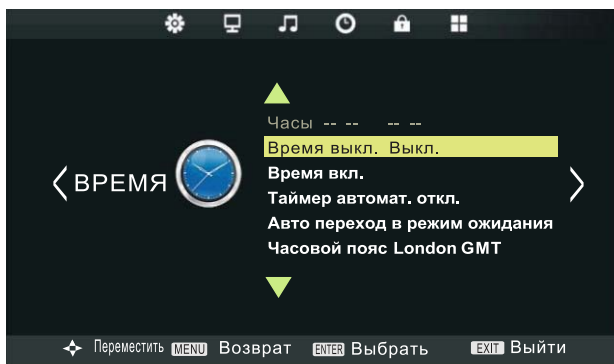 Часы -- -- -- --
Время выкл. Выкл.
ВРЕМЯ
Время вкл.
Таймер автомат. откл.
Авто переход в режим ожидания
Часовой пояс London GMT
Переместить MENU Возврат ENTER Выбрать EXIT Выйти